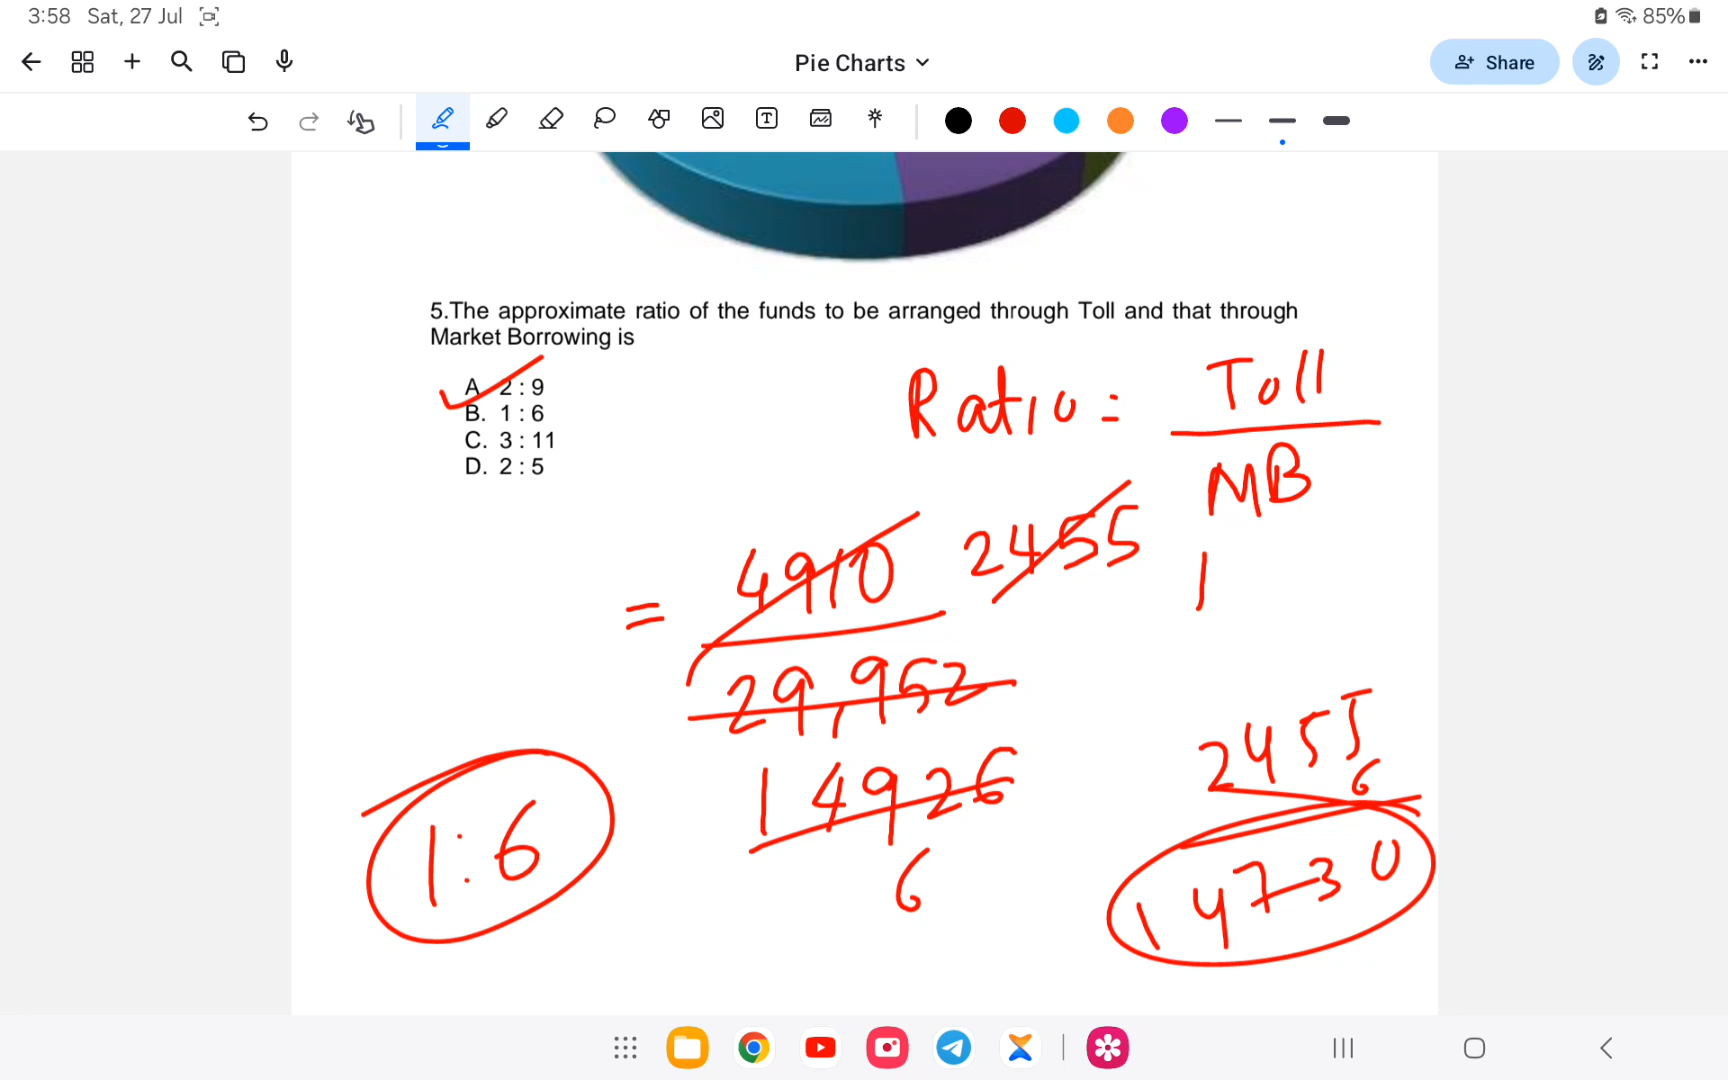 3:58 Sat, 27 Jul 85%
Pie Charts
Share
5.The approximate ratio of the funds to be arranged through Toll and that through
Market Borrowing is
A. 2 : 9
B. 1 : 6
C. 3 : 11
D. 2 : 5
Ratio = Toll
MB
= 4910 2455 1
29,952
14926
6
1:6
2455
6
14730